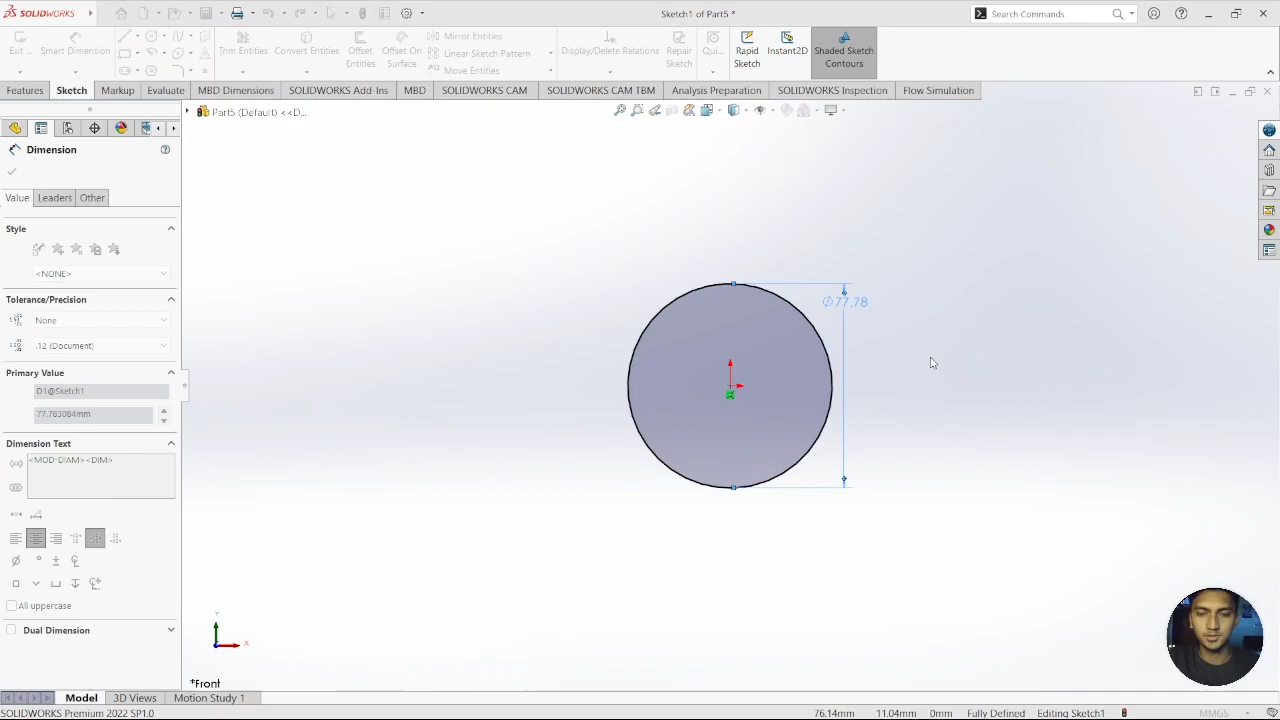 SOLIDWORKS
Sketch1 of Part5 *
Search Commands
Exit ...
Smart Dimension
Trim Entities
Convert Entities
Offset Entities
Offset On Surface
Mirror Entities
Linear Sketch Pattern
Move Entities
Display/Delete Relations
Repair Sketch
Qui...
Rapid Sketch
Instant2D
Shaded Sketch Contours
Features
Sketch
Markup
Evaluate
MBD Dimensions
SOLIDWORKS Add-Ins
MBD
SOLIDWORKS CAM
SOLIDWORKS CAM TBM
Analysis Preparation
SOLIDWORKS Inspection
Flow Simulation
Part5 (Default) <<D...
Dimension
Value
Leaders
Other
Style
<NONE>
Tolerance/Precision
None
.12 (Document)
Primary Value
D1@Sketch1
77.783084mm
Dimension Text
<MOD-DIAM><DIM>
All uppercase
Dual Dimension
∅77,78
Y
X
*Front
Model
3D Views
Motion Study 1
SOLIDWORKS Premium 2022 SP1.0
76.14mm
11.04mm
0mm
Fully Defined
Editing Sketch1
MMGS